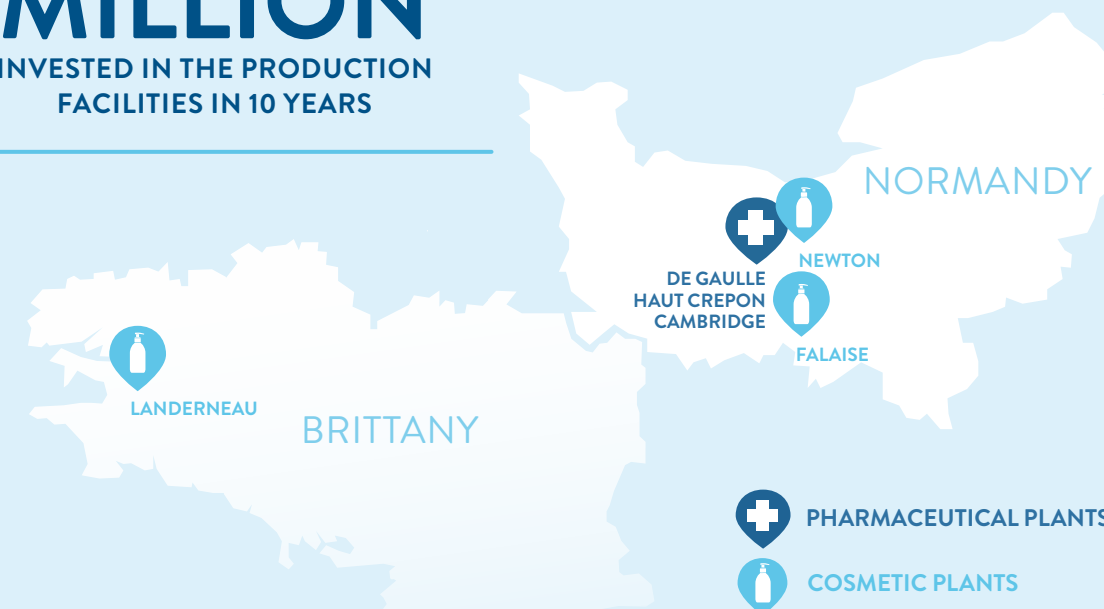 MILLION
INVESTED IN THE PRODUCTION
FACILITIES IN 10 YEARS
NORMANDY
NEWTON
DE GAULLE
HAUT CREPON
CAMBRIDGE
FALAISE
LANDERNEAU
BRITTANY
PHARMACEUTICAL PLANTS
COSMETIC PLANTS